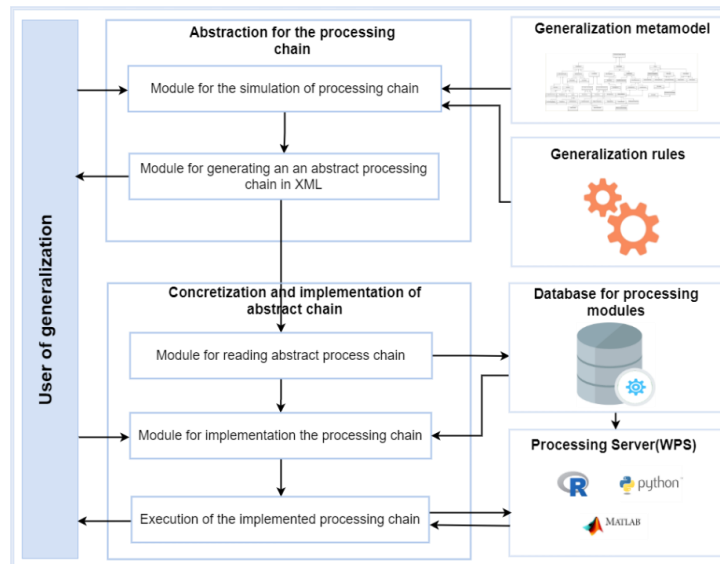 User of generalization
Abstraction for the processing
chain
Module for the simulation of processing chain
Module for generating an an abstract processing
chain in XML
Generalization metamodel
Generalization rules
Concretization and implementation of
abstract chain
Module for reading abstract process chain
Module for implementation the processing chain
Execution of the implemented processing chain
Database for processing
modules
Processing Server(WPS)
R
python
MATLAB